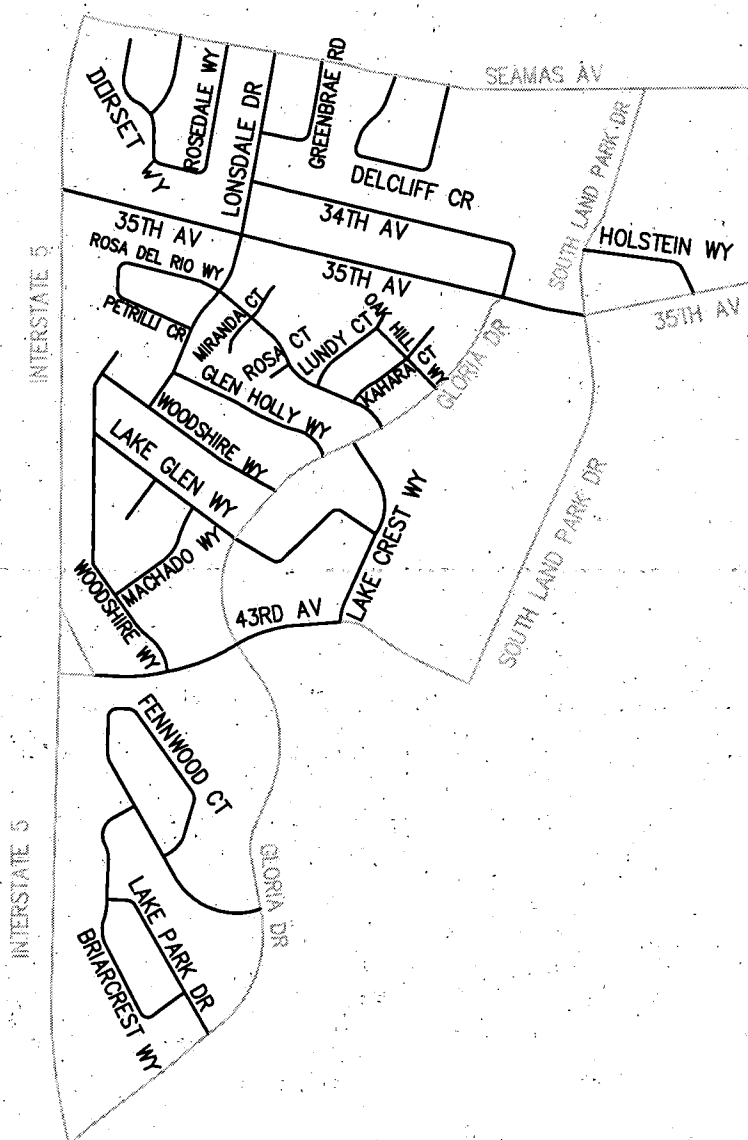 SEAMAS AV
DORSET WY
ROSEDALE WY
LONSDALE DR
GREENBRAE RD
DELCLIFF CR
SOUTH LAND PARK DR
HOLSTEIN WY
34TH AV
35TH AV
35TH AV
35TH AV
INTERSTATE 5
ROSA DEL RIO WY
PETRILLI CR
MIRANDA CT
ROSA CT
LUNDY CT
OAK HILL CT
KAHARA
WY
GLORIA DR
GLEN HOLLY WY
WOODSHIRE WY
LAKE GLEN WY
LAKE CREST WY
SOUTH LAND PARK DR
MACHADO WY
WOODSHIRE WY
43RD AV
FENNWOOD CT
INTERSTATE 5
GLORIA DR
LAKE PARK DR
BRIARCREST WY